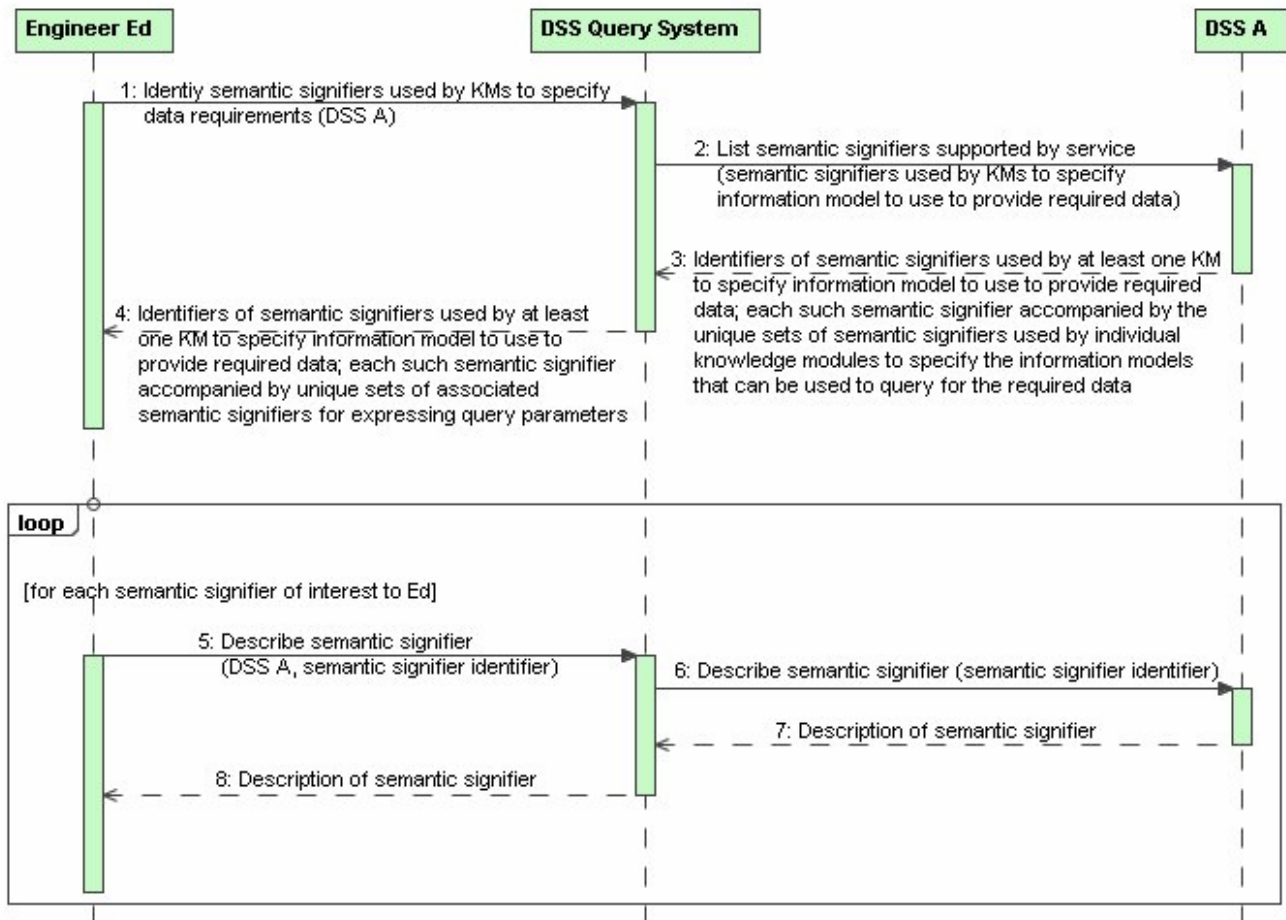 Engineer Ed
DSS Query System
DSS A
1: Identiy semantic signifiers used by KMs to specify
data requirements (DSS A)
2: List semantic signifiers supported by service
(semantic signifiers used by KMs to specify
information model to use to provide required data)
3: Identifiers of semantic signifiers used by at least one KM
to specify information model to use to provide required
data; each such semantic signifier accompanied by the
unique sets of semantic signifiers used by individual
knowledge modules to specify the information models
that can be used to query for the required data
4: Identifiers of semantic signifiers used by at least
one KM to specify information model to use to
provide required data; each such semantic signifier
accompanied by unique sets of associated
semantic signifiers for expressing query parameters
loop
[for each semantic signifier of interest to Ed]
5: Describe semantic signifier
(DSS A, semantic signifier identifier)
6: Describe semantic signifier (semantic signifier identifier)
7: Description of semantic signifier
8: Description of semantic signifier